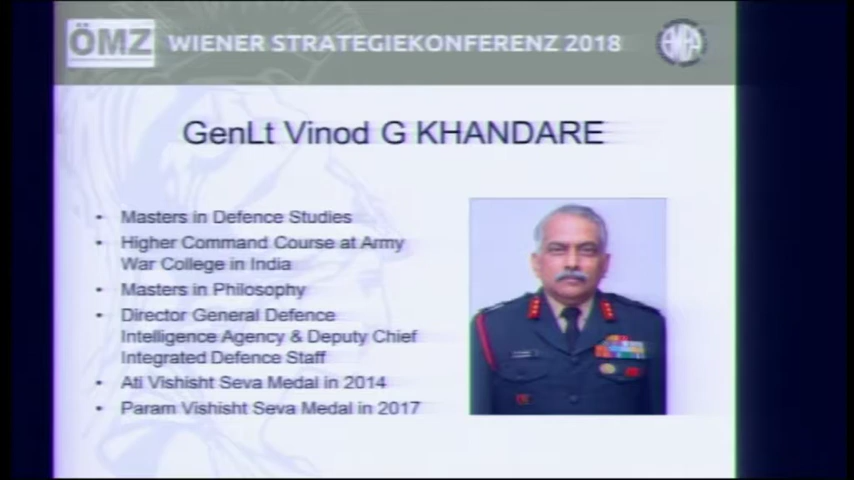 ÖMZ WIENER STRATEGIEKONFERENZ 2018
GenLt Vinod G KHANDARE
• Masters in Defence Studies
• Higher Command Course at Army
War College in India
• Masters in Philosophy
• Director General Defence
Intelligence Agency & Deputy Chief
Integrated Defence Staff
• Ati Vishisht Seva Medal in 2014
• Param Vishisht Seva Medal in 2017